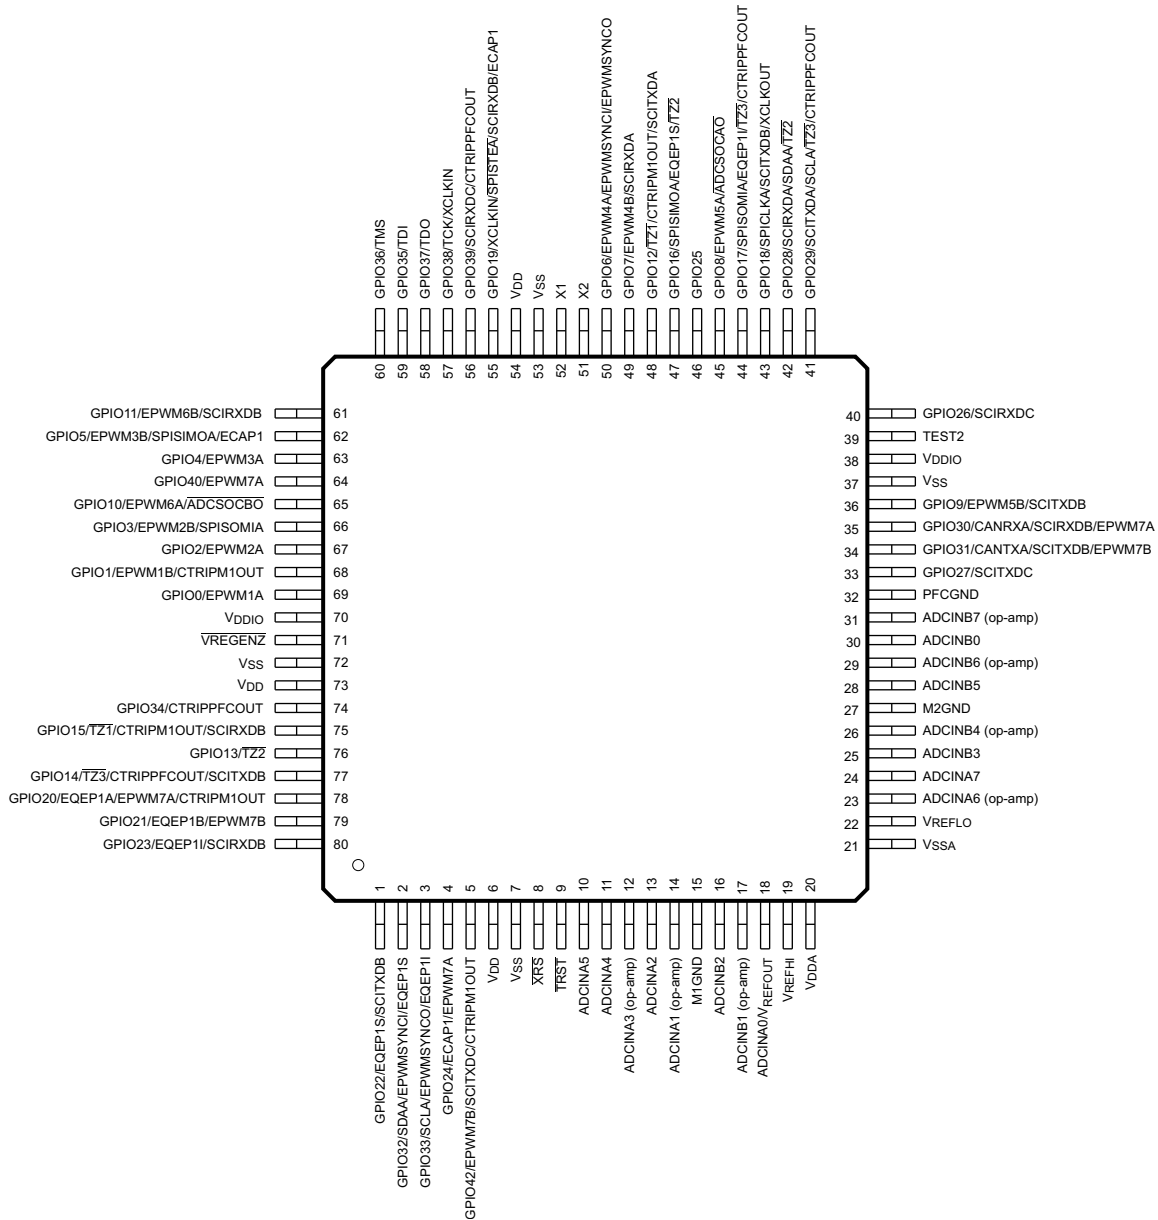 GPIO36/TMS
GPIO35/TDI
GPIO37/TDO
GPIO38/TCK/XCLKIN
GPIO39/SCIRXDC/CTRIPPFCOUT
GPIO19/XCLKIN/SPISTEA/SCIRXDB/ECAP1
VDD
VSS
X1
X2
GPIO6/EPWM4A/EPWMSYNCI/EPWMSYNCO
GPIO7/EPWM4B/SCIRXDA
GPIO12/TZ1/CTRIPM1OUT/SCITXDA
GPIO16/SPISIMOA/EQEP1S/TZ2
GPIO25
GPIO8/EPWM5A/ADCSOCAO
GPIO17/SPISOMIA/EQEP1I/TZ3/CTRIPPFCOUT
GPIO18/SPICLKA/SCITXDB/XCLKOUT
GPIO28/SCIRXDA/SDAA/TZ2
GPIO29/SCITXDA/SCLA/TZ3/CTRIPPFCOUT
60
59
58
57
56
55
54
53
52
51
50
49
48
47
46
45
44
43
42
41
GPIO11/EPWM6B/SCIRXDB 61
GPIO5/EPWM3B/SPISIMOA/ECAP1 62
GPIO4/EPWM3A 63
GPIO40/EPWM7A 64
GPIO10/EPWM6A/ADCSOCBO 65
GPIO3/EPWM2B/SPISOMIA 66
GPIO2/EPWM2A 67
GPIO1/EPWM1B/CTRIPM1OUT 68
GPIO0/EPWM1A 69
VDDIO 70
VREGENZ 71
VSS 72
VDD 73
GPIO34/CTRIPPFCOUT 74
GPIO15/TZ1/CTRIPM1OUT/SCIRXDB 75
GPIO13/TZ2 76
GPIO14/TZ3/CTRIPPFCOUT/SCITXDB 77
GPIO20/EQEP1A/EPWM7A/CTRIPM1OUT 78
GPIO21/EQEP1B/EPWM7B 79
GPIO23/EQEP1I/SCIRXDB 80
40 GPIO26/SCIRXDC
39 TEST2
38 VDDIO
37 VSS
36 GPIO9/EPWM5B/SCITXDB
35 GPIO30/CANRXA/SCIRXDB/EPWM7A
34 GPIO31/CANTXA/SCITXDB/EPWM7B
33 GPIO27/SCITXDC
32 PFCGND
31 ADCINB7 (op-amp)
30 ADCINB0
29 ADCINB6 (op-amp)
28 ADCINB5
27 M2GND
26 ADCINB4 (op-amp)
25 ADCINB3
24 ADCINA7
23 ADCINA6 (op-amp)
22 VREFLO
21 VSSA
1
2
3
4
5
6
7
8
9
10
11
12
13
14
15
16
17
18
19
20
GPIO22/EQEP1S/SCITXDB
GPIO32/SDAA/EPWMSYNCI/EQEP1S
GPIO33/SCLA/EPWMSYNCO/EQEP1I
GPIO24/ECAP1/EPWM7A
GPIO42/EPWM7B/SCITXDC/CTRIPM1OUT
VDD
VSS
XRS
TRST
ADCINA5
ADCINA4
ADCINA3 (op-amp)
ADCINA2
ADCINA1 (op-amp)
M1GND
ADCINB2
ADCINB1 (op-amp)
ADCINA0/VREFOUT
VREFHI
VDDA